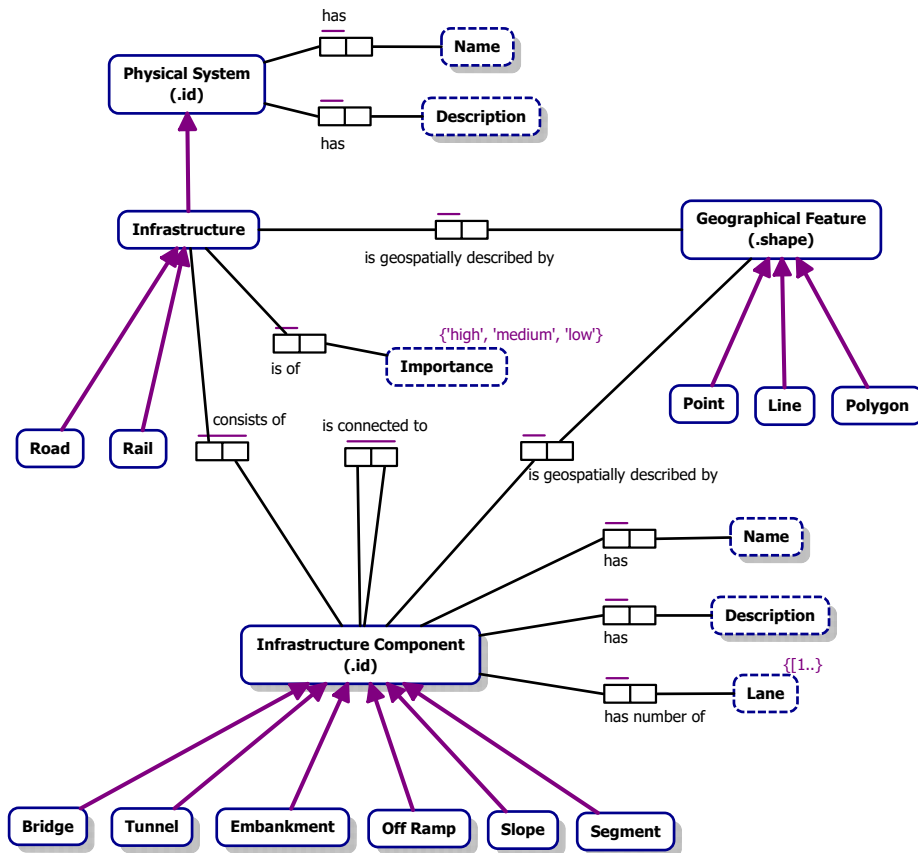 has
Name
Physical System
(.id)
Description
has
Infrastructure
Geographical Feature
(.shape)
is geospatially described by
{'high', 'medium', 'low'}
is of
Importance
Point
Line
Polygon
consists of
is connected to
Road
Rail
is geospatially described by
Name
has
Description
has
Infrastructure Component
(.id)
{[1..}
Lane
has number of
Bridge
Tunnel
Embankment
Off Ramp
Slope
Segment